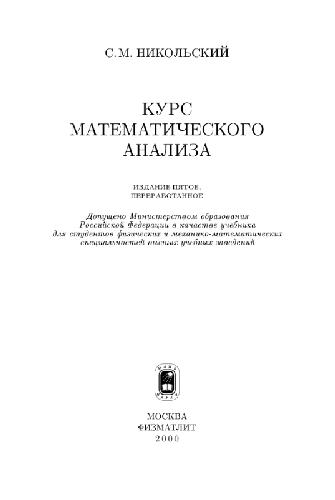 С. М. НИКОЛЬСКИЙ
КУРС
МАТЕМАТИЧЕСКОГО
АНАЛИЗА
ИЗДАНИЕ ПЯТОЕ,
ПЕРЕРАБОТАННОЕ
Допущено Министерством образования
Российской Федерации в качестве учебника
для студентов физических и механико-математических
специальностей высших учебных заведений
МОСКВА
ФИЗМАТЛИТ
2000